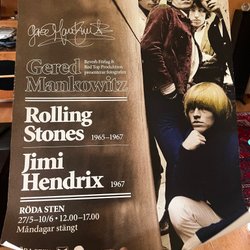 Gered Mankowitz
Revolt Förlag &
Red Top Produktion
presenterar fotografier
Gered
Mankowitz
Rolling
Stones 1965–1967
Jimi
Hendrix 1967
RÖDA STEN
27/5–10/6 • 12.00–17.00
Måndagar stängt